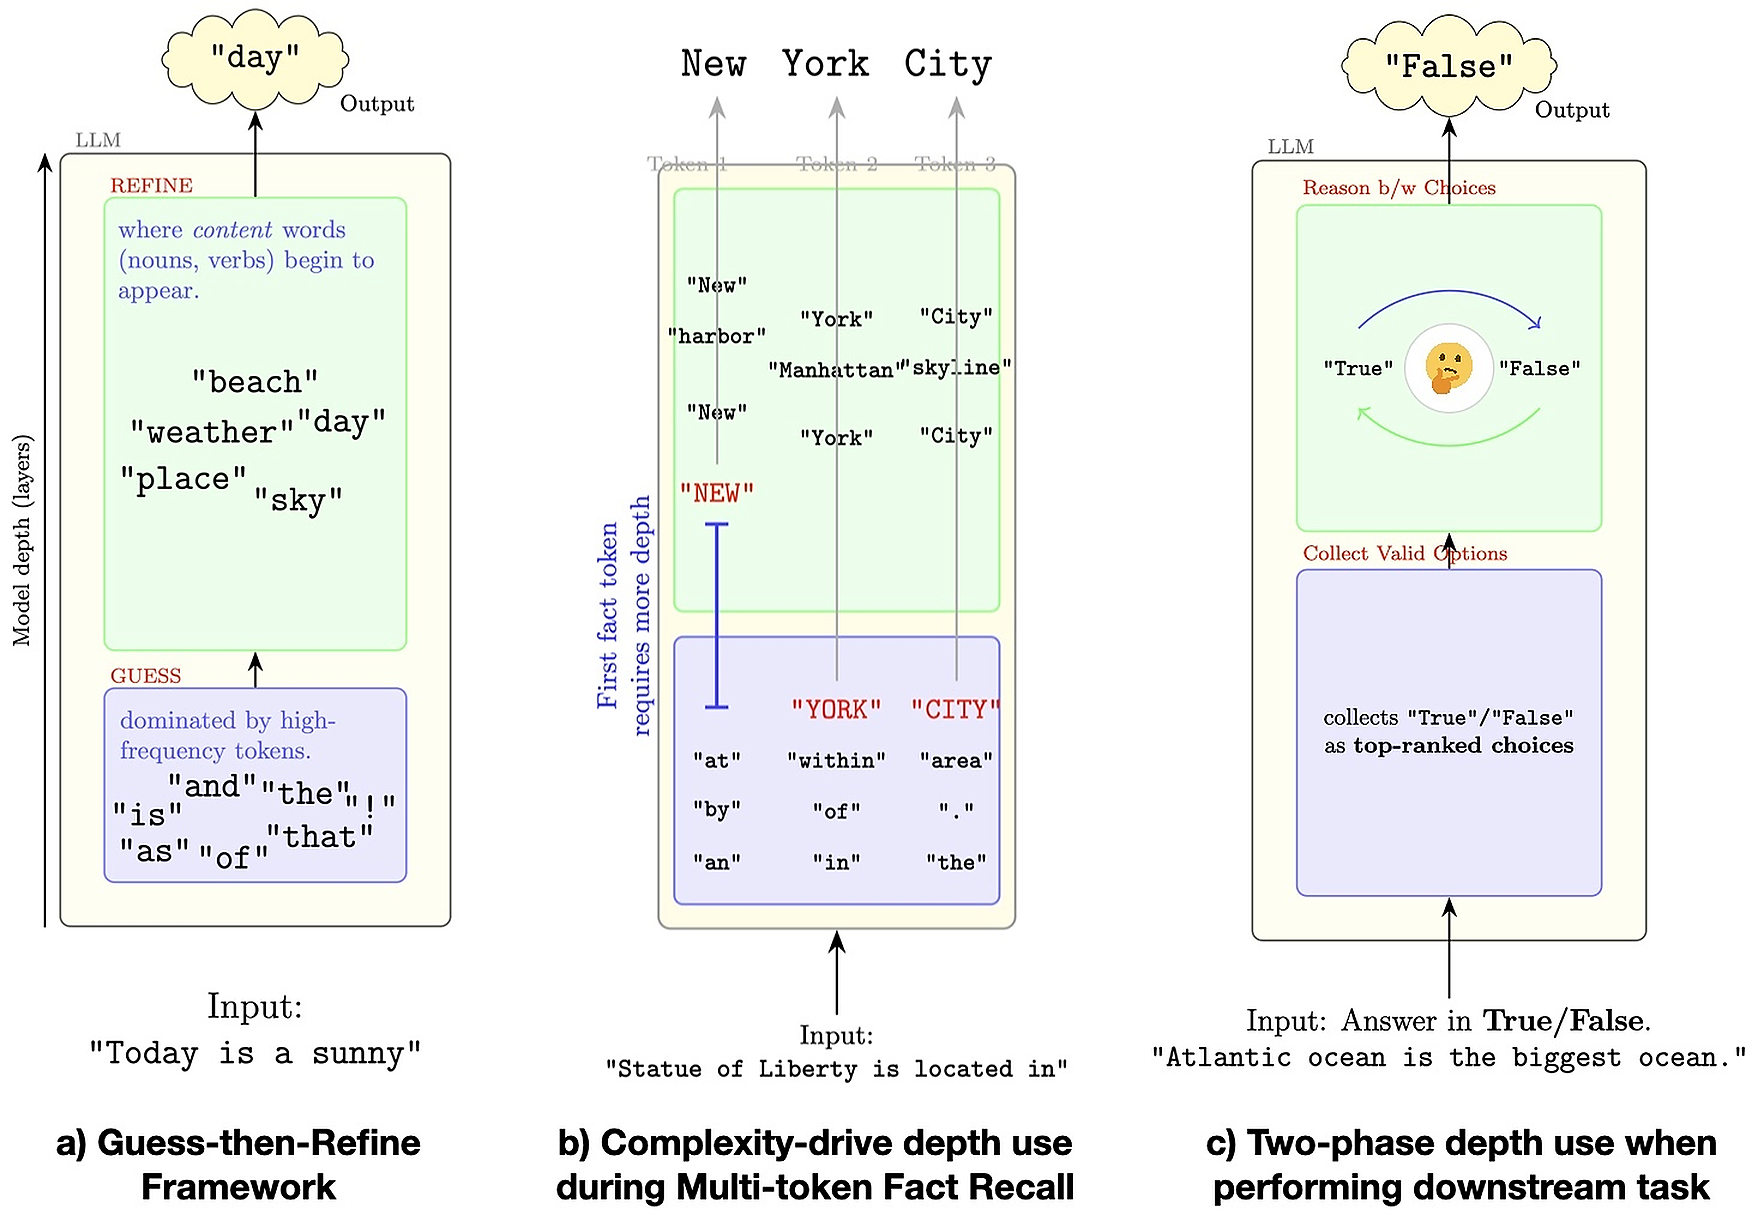 "day"
Output
LLM
REFINE
where content words
(nouns, verbs) begin to
appear.
"beach"
"weather" "day"
"place"
"sky"
GUESS
dominated by high-
frequency tokens.
"and" "the" "!"
"is"
"that"
"as" "of"
Model depth (layers)
Input:
"Today is a sunny"
a) Guess-then-Refine
Framework
New York City
Token 1 Token 2 Token 3
"New"
"York" "City"
"harbor"
"Manhattan" "skyline"
"New"
"York" "City"
"NEW"
First fact token
requires more depth
"YORK" "CITY"
"at" "within" "area"
"by" "of" "."
"an" "in" "the"
Input:
"Statue of Liberty is located in"
b) Complexity-drive depth use
during Multi-token Fact Recall
"False"
Output
LLM
Reason b/w Choices
"True" "False"
Collect Valid Options
collects "True"/"False"
as top-ranked choices
Input: Answer in True/False.
"Atlantic ocean is the biggest ocean."
c) Two-phase depth use when
performing downstream task